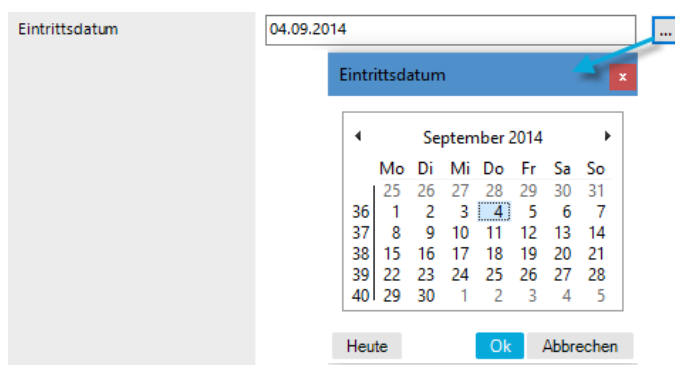 Eintrittsdatum 04.09.2014 ...
Eintrittsdatum x
September 2014
Mo Di Mi Do Fr Sa So
25 26 27 28 29 30 31
36 1 2 3 4 5 6 7
37 8 9 10 11 12 13 14
38 15 16 17 18 19 20 21
39 22 23 24 25 26 27 28
40 29 30 1 2 3 4 5
Heute Ok Abbrechen